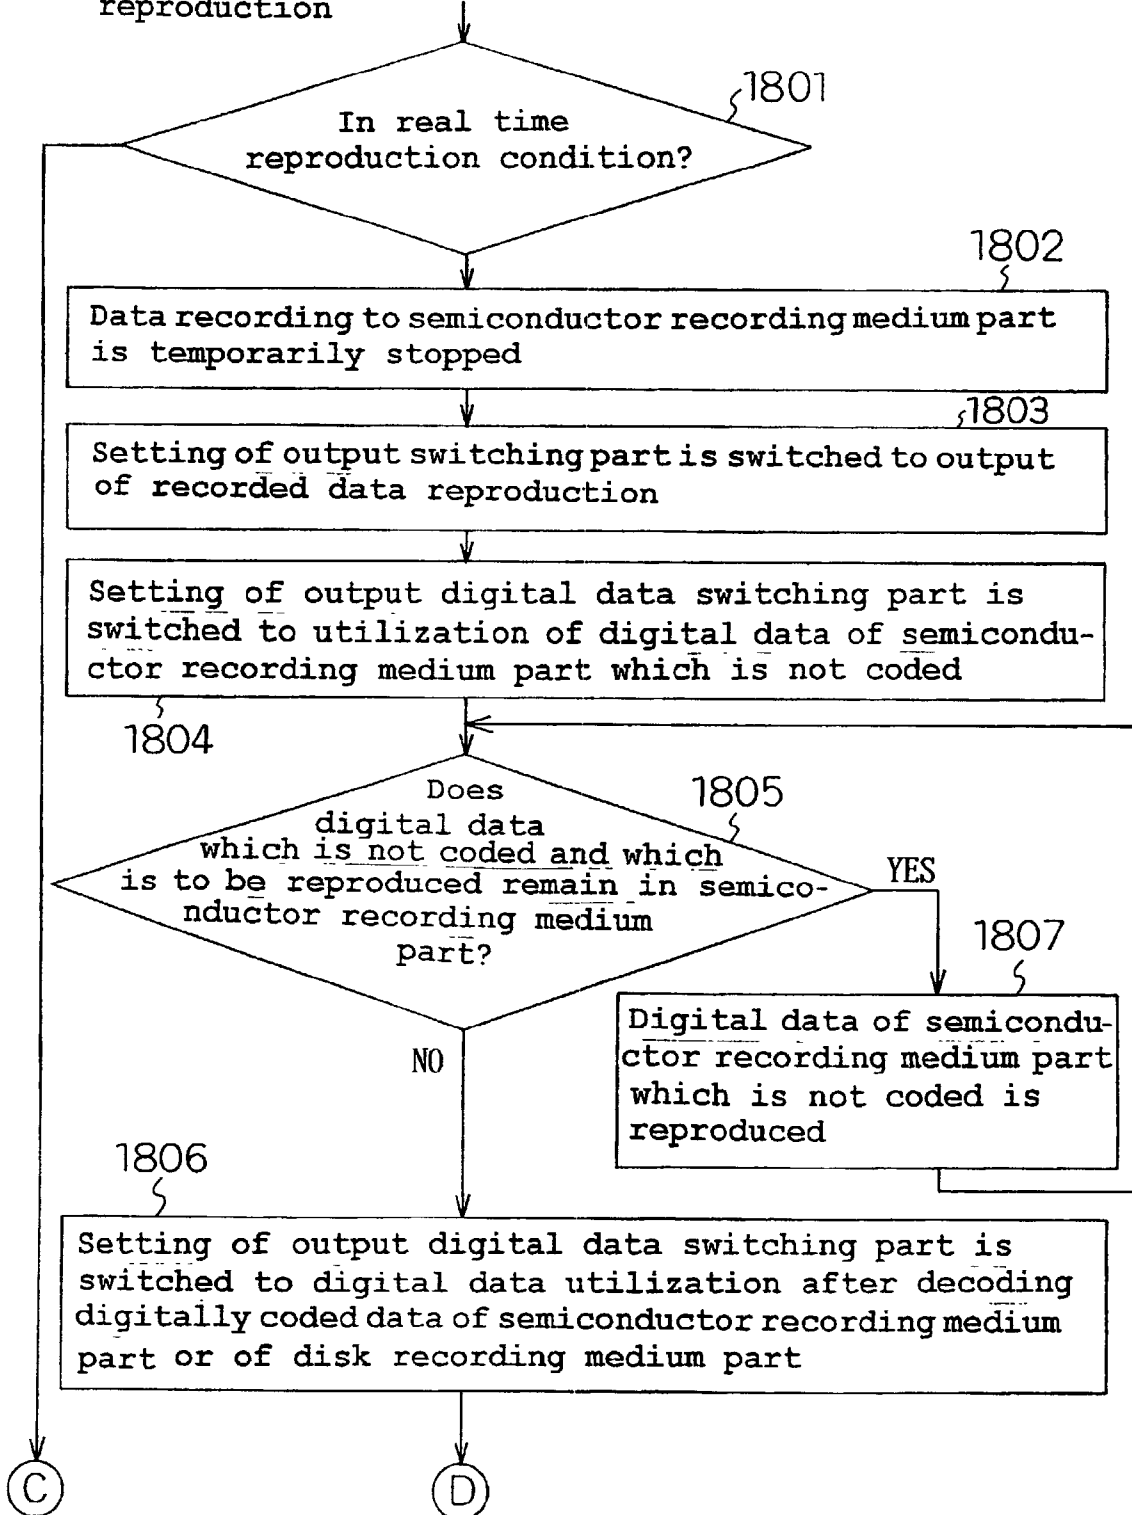 reproduction
1801
In real time
reproduction condition?
1802
Data recording to semiconductor recording medium part
is temporarily stopped
1803
Setting of output switching part is switched to output
of recorded data reproduction
Setting of output digital data switching part is
switched to utilization of digital data of semicondu-
ctor recording medium part which is not coded
1804
Does
digital data
which is not coded and which
is to be reproduced remain in semico-
nductor recording medium
part?
1805
YES
1807
Digital data of semicondu-
ctor recording medium part
which is not coded is
reproduced
NO
1806
Setting of output digital data switching part is
switched to digital data utilization after decoding
digitally coded data of semiconductor recording medium
part or of disk recording medium part
C
D